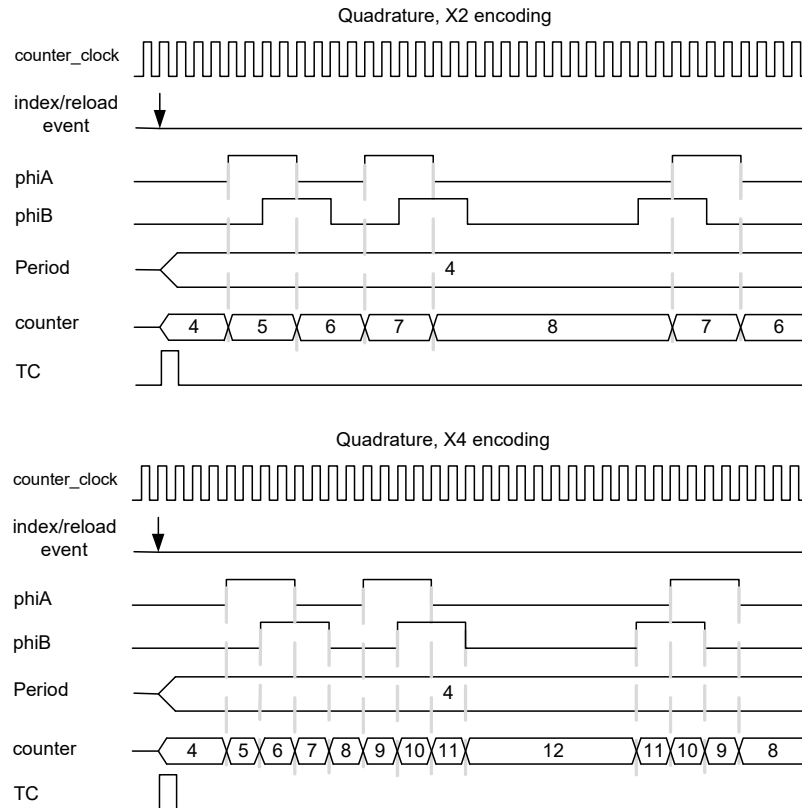 Quadrature, X2 encoding
counter_clock
index/reload
event
phiA
phiB
Period 4
counter 4 5 6 7 8 7 6
TC
Quadrature, X4 encoding
counter_clock
index/reload
event
phiA
phiB
Period 4
counter 4 5 6 7 8 9 10 11 12 11 10 9 8
TC